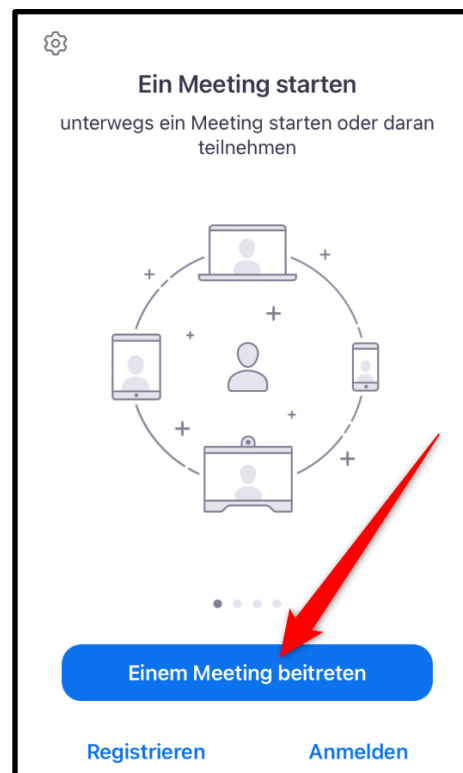 Ein Meeting starten
unterwegs ein Meeting starten oder daran
teilnehmen
Einem Meeting beitreten
Registrieren
Anmelden